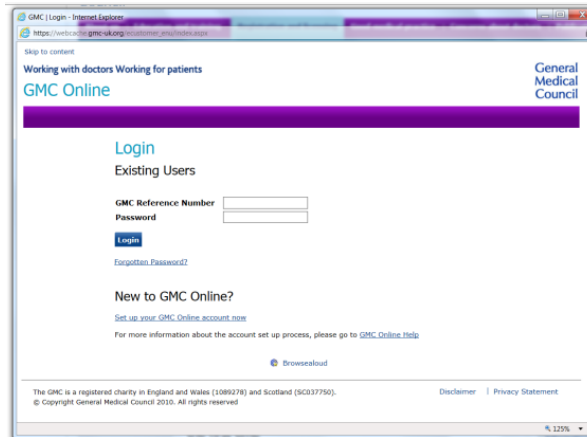 GMC | Login - Internet Explorer
https://webcache.gmc-uk.org/ecustomer_enu/index.aspx
Skip to content
Working with doctors Working for patients
GMC Online
General
Medical
Council
Login
Existing Users
GMC Reference Number
Password
Login
Forgotten Password?
New to GMC Online?
Set up your GMC Online account now
For more information about the account set up process, please go to GMC Online Help
Browsealoud
The GMC is a registered charity in England and Wales (1089278) and Scotland (SC037750).
Disclaimer | Privacy Statement
© Copyright General Medical Council 2010. All rights reserved
125%